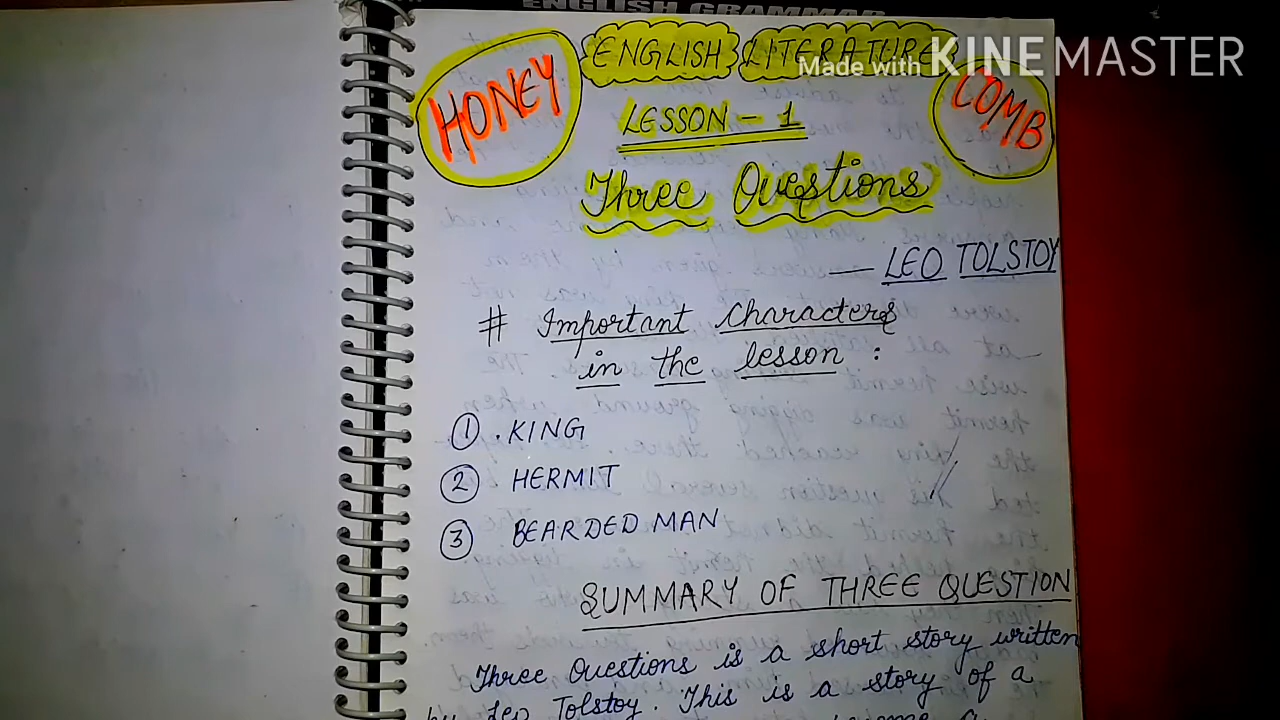 ENGLISH GRAMMAR
ENGLISH LITERATURE
Made with KINEMASTER
HONEY
COMB
LESSON - 1
Three Questions
— LEO TOLSTOY
# Important Characters
in the lesson :
① .KING
② HERMIT
③ BEARDED MAN
SUMMARY OF THREE QUESTION
Three Questions is a short story written
by Leo Tolstoy. This is a story of a